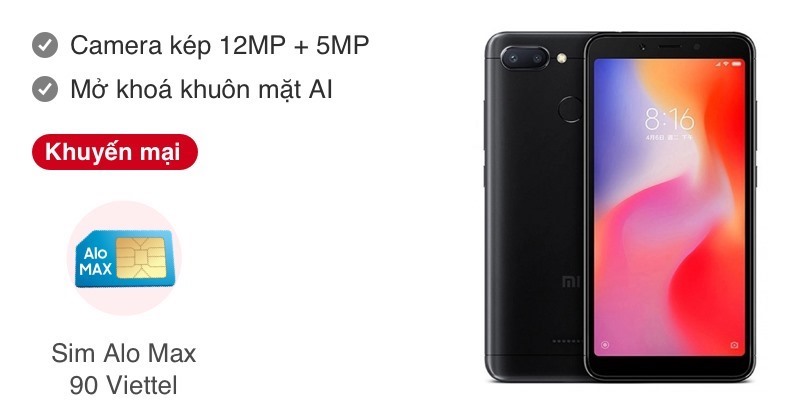 Camera kép 12MP + 5MP
Mở khoá khuôn mặt AI
Khuyến mại
Alo
MAX
Sim Alo Max
90 Viettel
8:16
mi